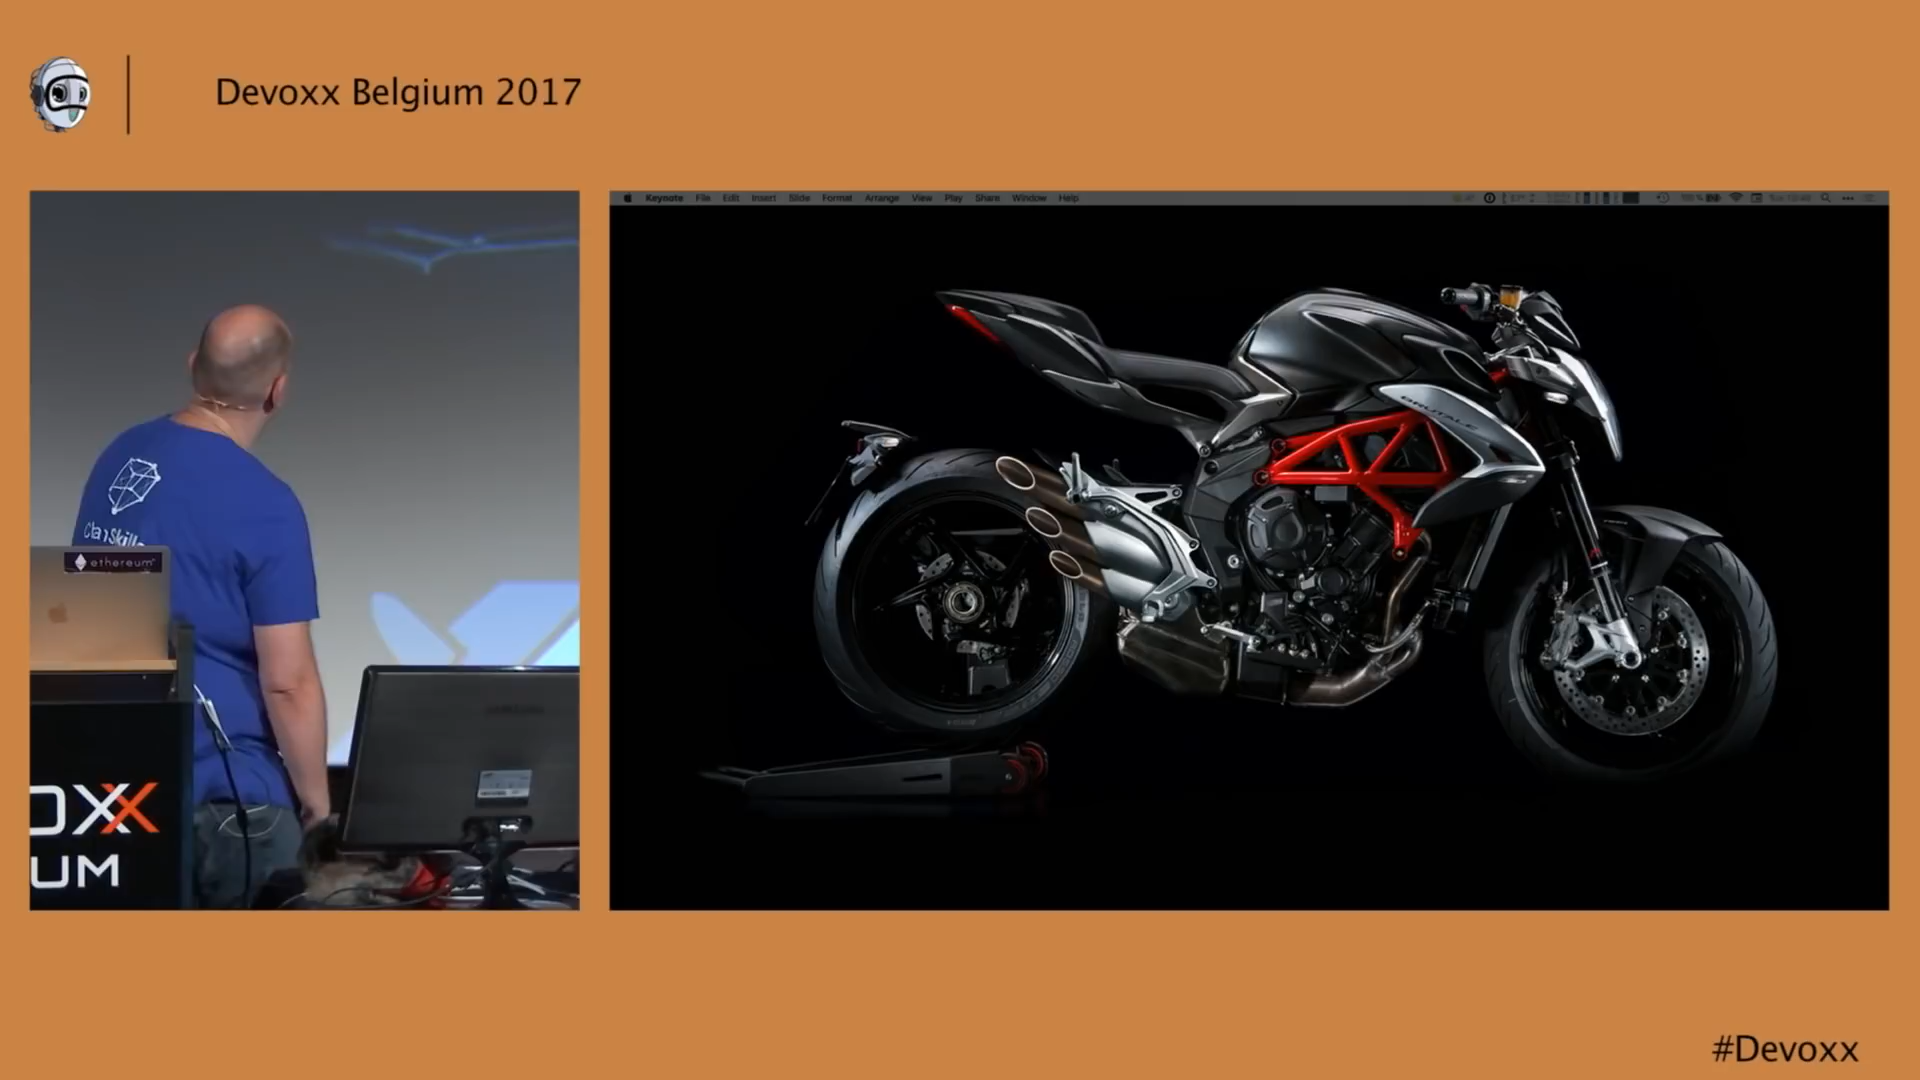 Devoxx Belgium 2017
Keynote File Edit Insert Slide Format Arrange View Play Share Window Help
BRUTALE
ethereum
OXX
UM
#Devoxx